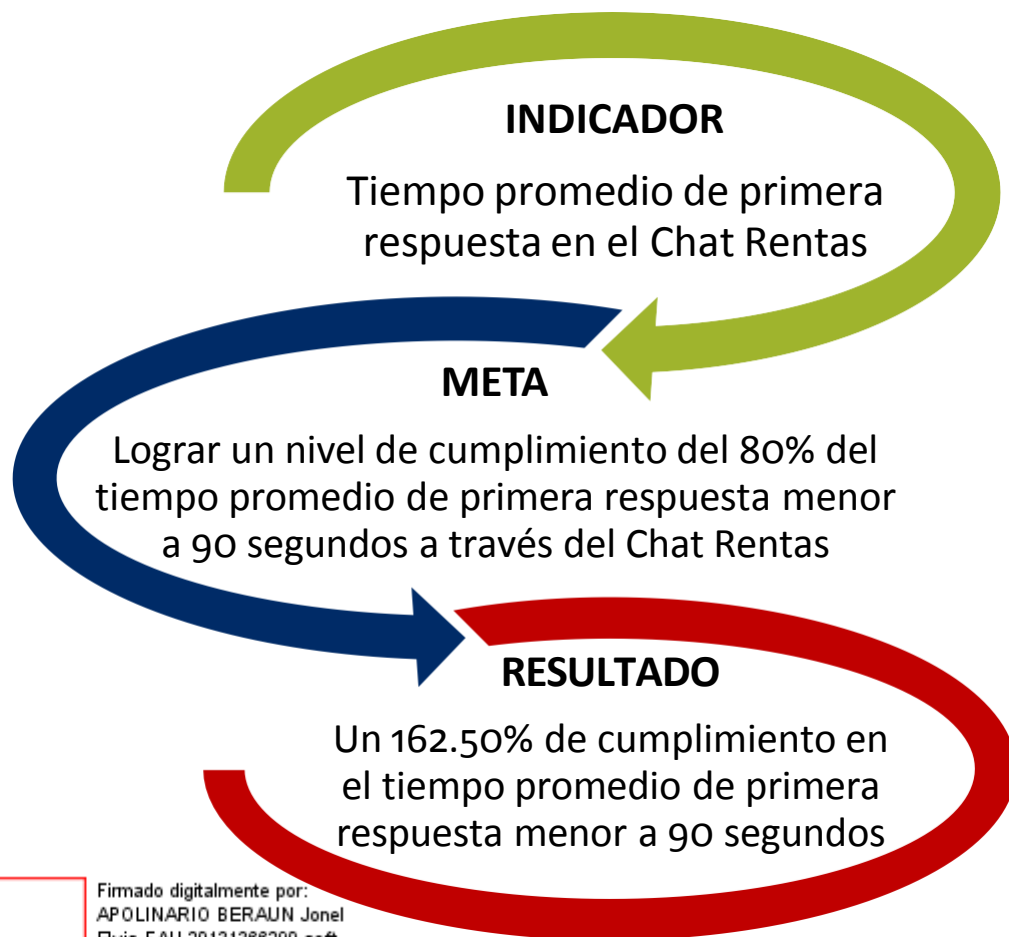 INDICADOR
Tiempo promedio de primera
respuesta en el Chat Rentas
META
Lograr un nivel de cumplimiento del 80% del
tiempo promedio de primera respuesta menor
a 90 segundos a través del Chat Rentas
RESULTADO
Un 162.50% de cumplimiento en
el tiempo promedio de primera
respuesta menor a 90 segundos
Firmado digitalmente por:
APOLINARIO BERAUN Jonel